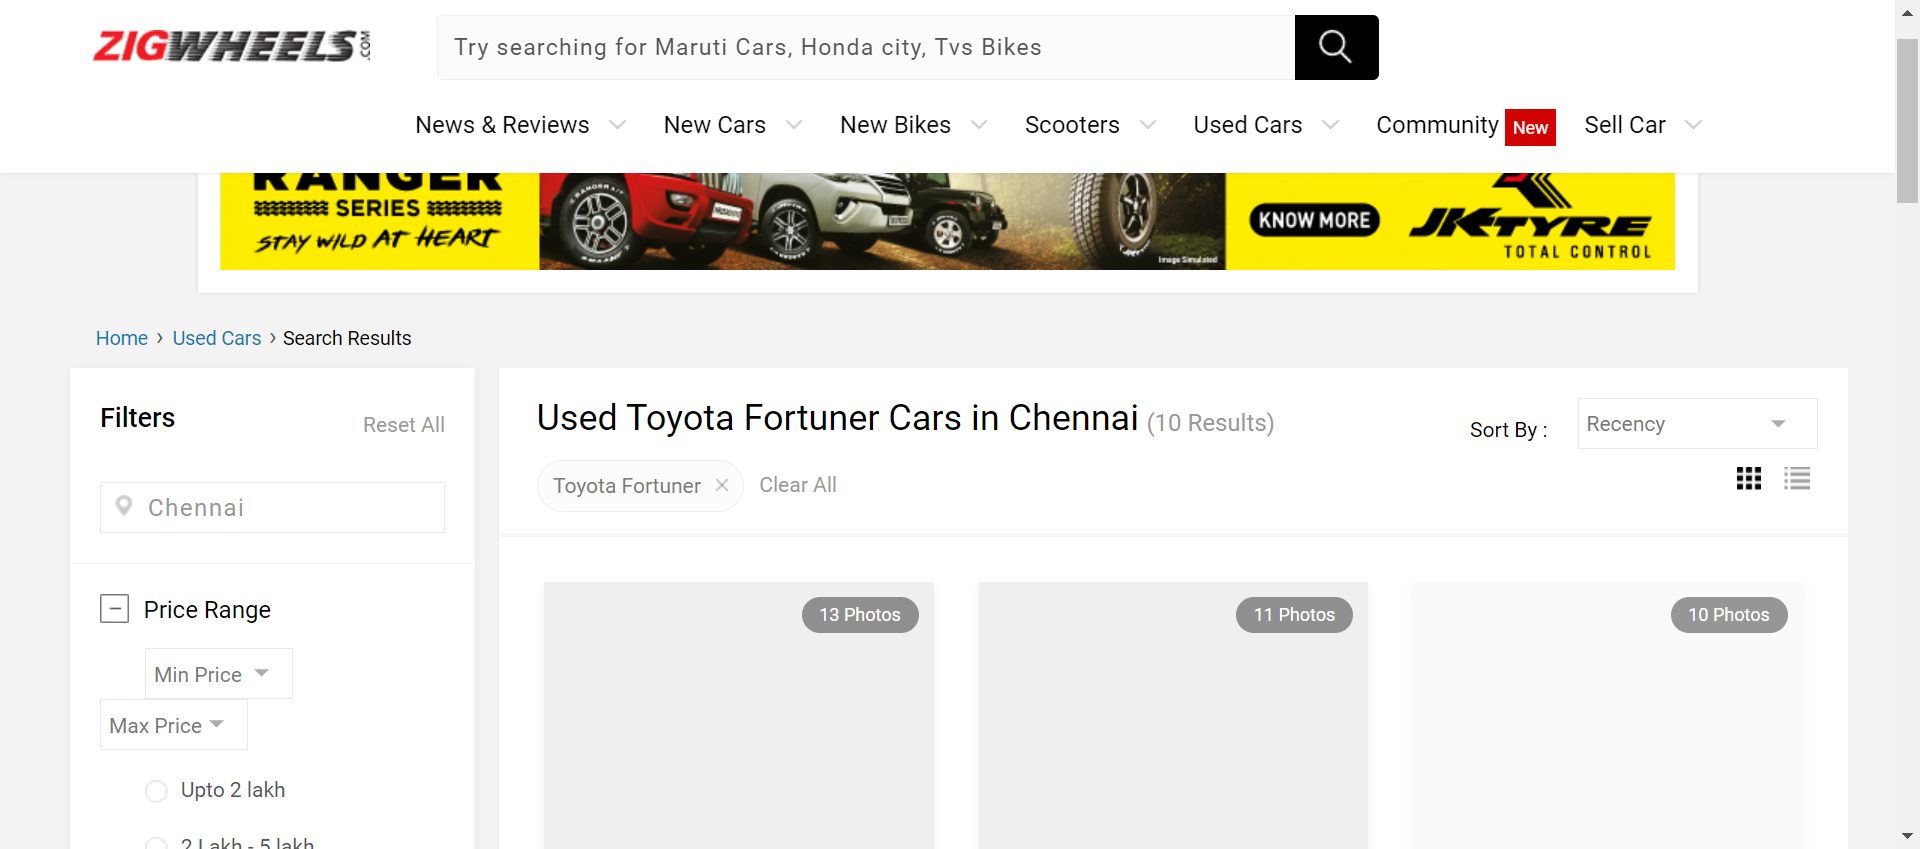 ZIGWHEELS.COM
Try searching for Maruti Cars, Honda city, Tvs Bikes
News & Reviews New Cars New Bikes Scooters Used Cars Community New Sell Car
RANGER
SERIES
STAY WILD AT HEART
KNOW MORE
JK TYRE
TOTAL CONTROL
Image Simulated
Home › Used Cars › Search Results
Filters
Reset All
Chennai
Price Range
Min Price
Max Price
Upto 2 lakh
2 Lakh - 5 lakh
Used Toyota Fortuner Cars in Chennai (10 Results)
Sort By : Recency
Toyota Fortuner × Clear All
13 Photos
11 Photos
10 Photos